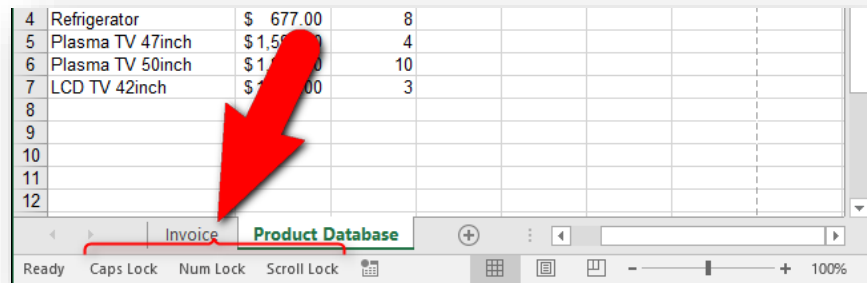 4 Refrigerator $ 677.00 8
5 Plasma TV 47inch 4
6 Plasma TV 50inch 10
7 LCD TV 42inch 3
8
9
10
11
12
Invoice Product Database
Ready Caps Lock Num Lock Scroll Lock 100%